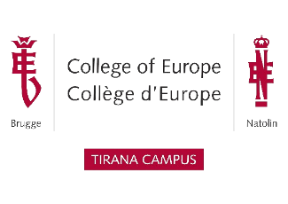 College of Europe
Collège d'Europe
Brugge
Natolin
TIRANA CAMPUS